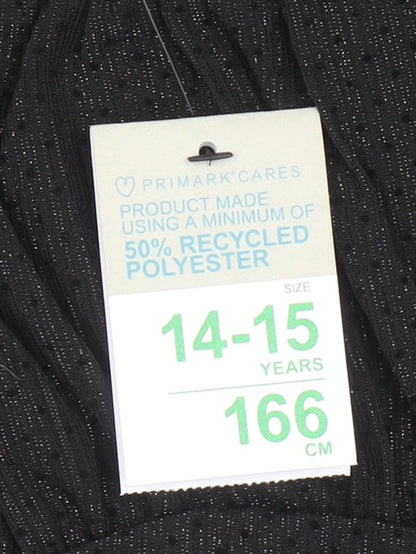 PRIMARK®CARES
PRODUCT MADE
USING A MINIMUM OF
50% RECYCLED
POLYESTER
SIZE
14-15
YEARS
166
CM